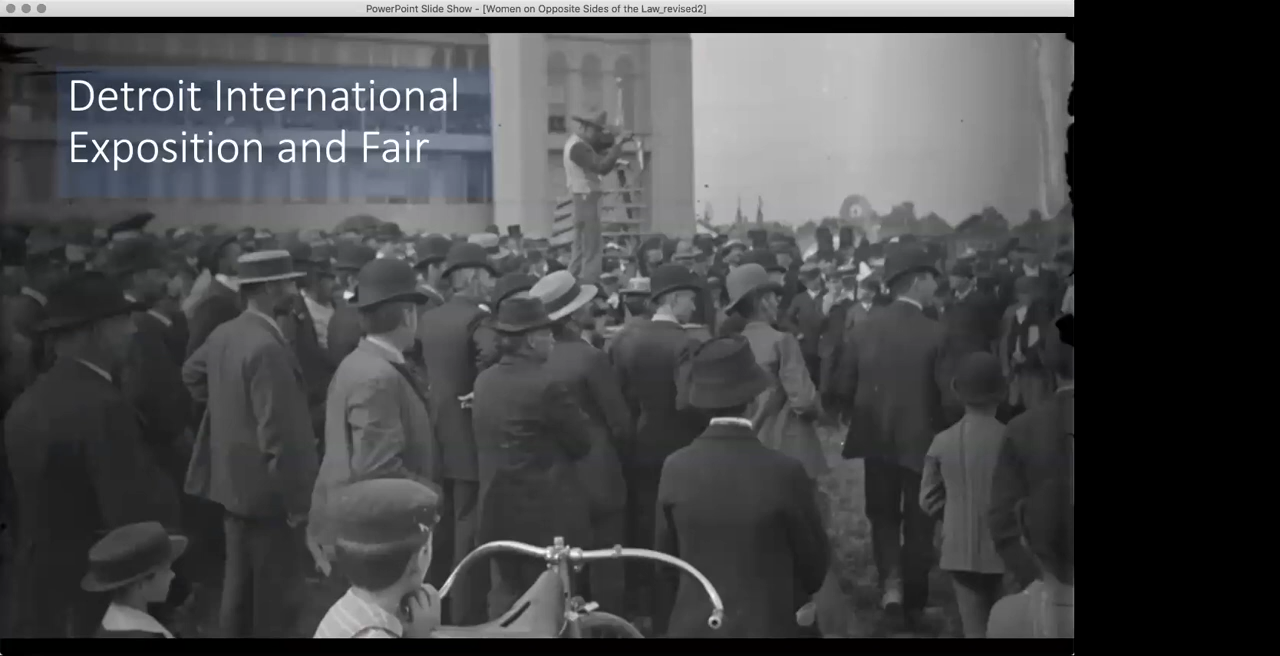 PowerPoint Slide Show - [Women on Opposite Sides of the Law_revised2]
Detroit International
Exposition and Fair